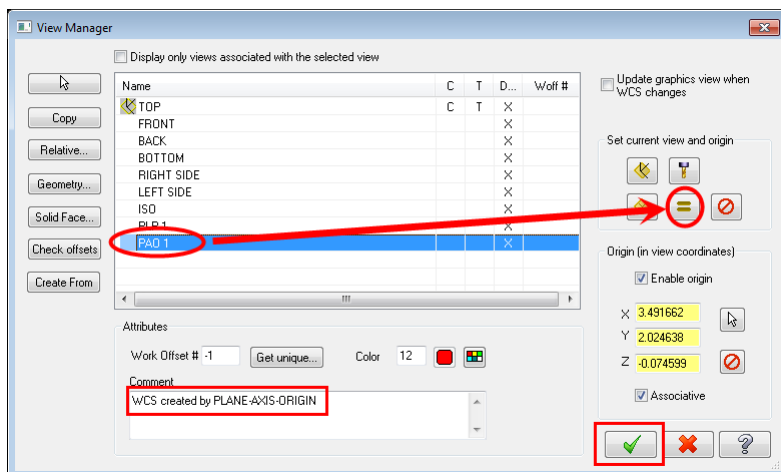 View Manager
Display only views associated with the selected view
Name C T D... Woff #
TOP C T X
FRONT X
BACK X
BOTTOM X
RIGHT SIDE X
LEFT SIDE X
ISO X
X
PAO 1 X
Copy
Relative...
Geometry...
Solid Face...
Check offsets
Create From
Attributes
Work Offset # -1 Get unique... Color 12
Comment
WCS created by PLANE-AXIS-ORIGIN
Update graphics view when
WCS changes
Set current view and origin
Origin (in view coordinates)
Enable origin
X 3.491662
Y 2.024638
Z -0.074599
Associative